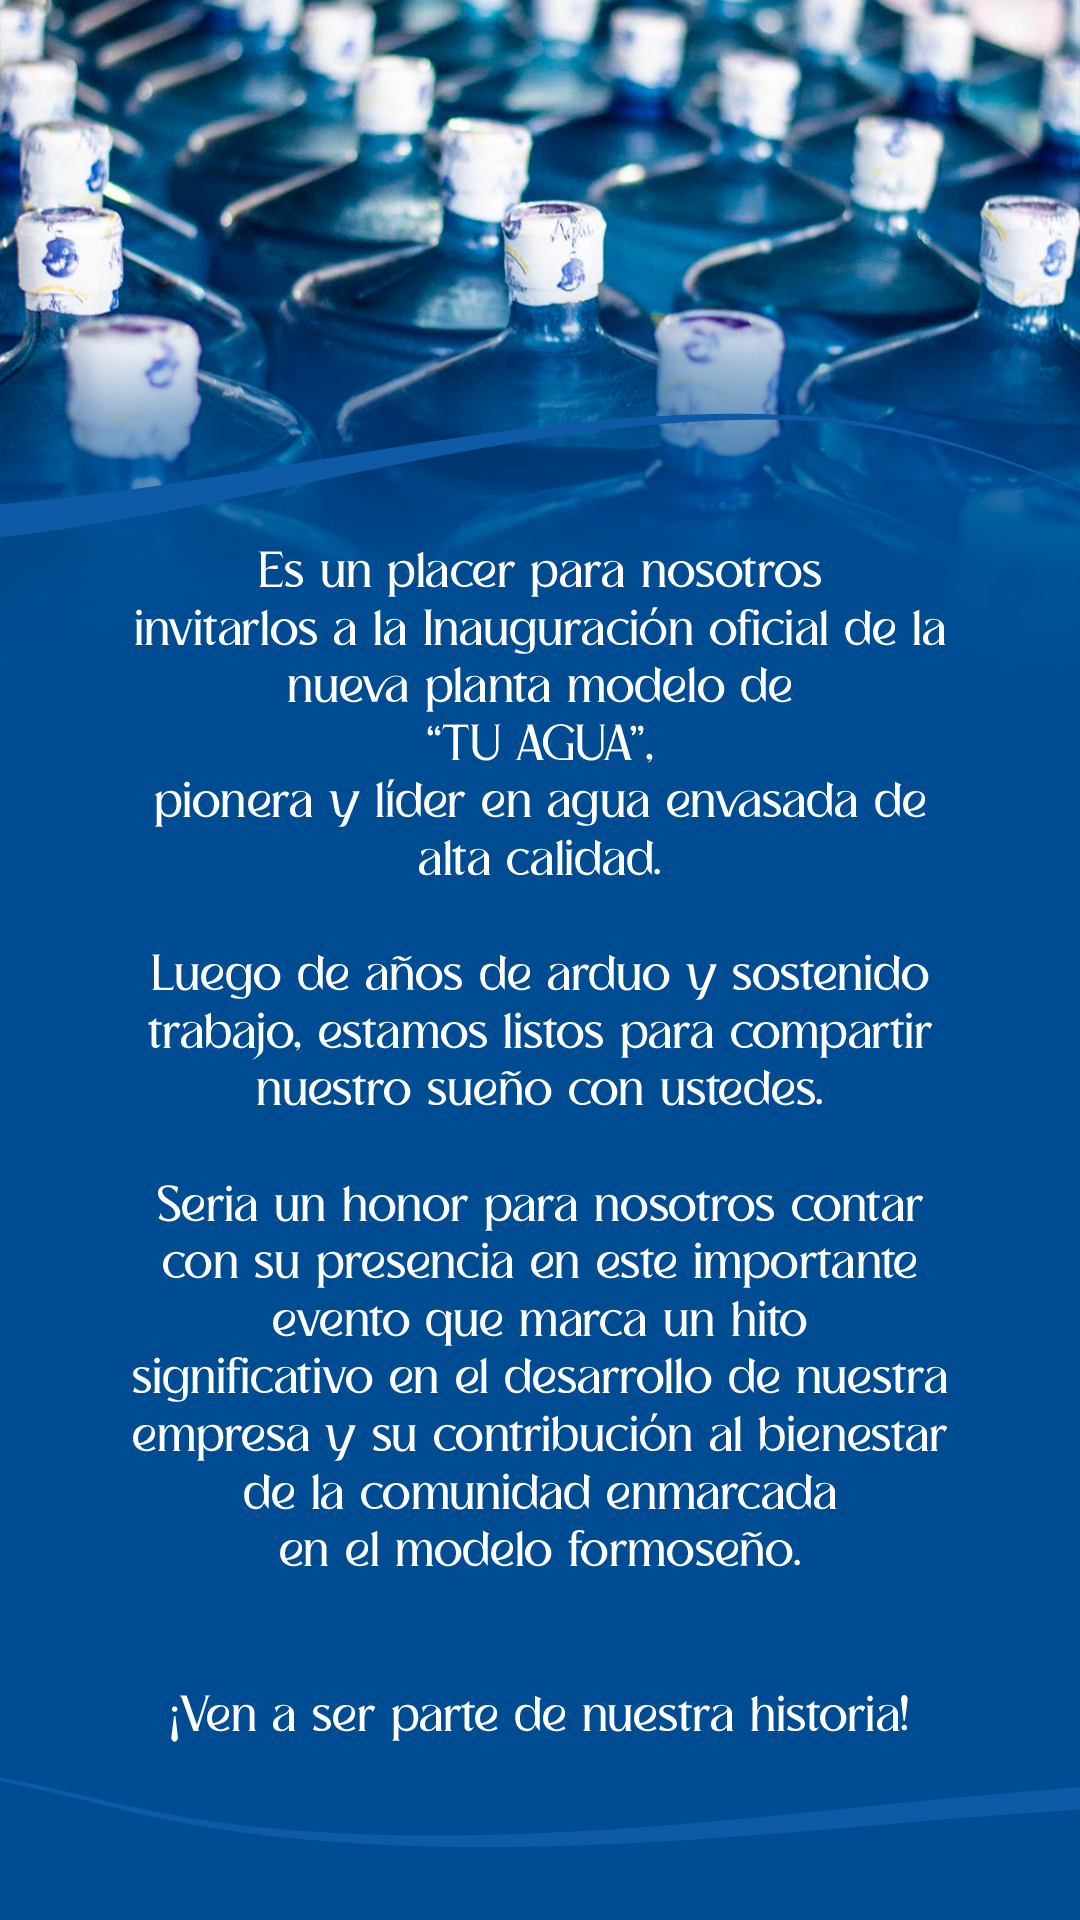 Es un placer para nosotros
invitarlos a la Inauguración oficial de la
nueva planta modelo de
“TU AGUA”,
pionera y líder en agua envasada de
alta calidad.
Luego de años de arduo y sostenido
trabajo, estamos listos para compartir
nuestro sueño con ustedes.
Seria un honor para nosotros contar
con su presencia en este importante
evento que marca un hito
significativo en el desarrollo de nuestra
empresa y su contribución al bienestar
de la comunidad enmarcada
en el modelo formoseño.
¡Ven a ser parte de nuestra historia!